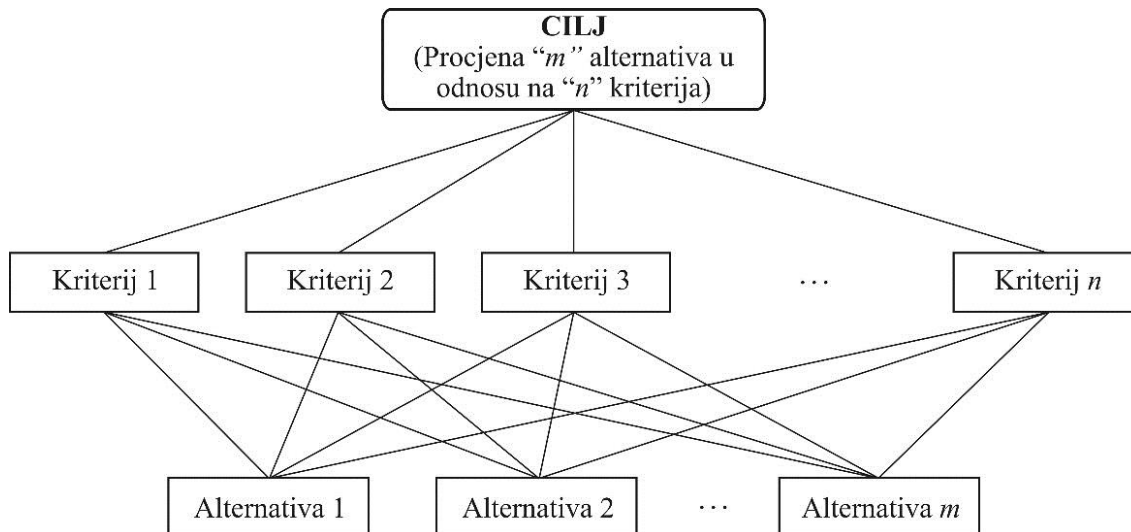 CILJ
(Procjena “m” alternativa u
odnosu na “n” kriterija)
Kriterij 1 Kriterij 2 Kriterij 3 ... Kriterij n
Alternativa 1 Alternativa 2 ... Alternativa m